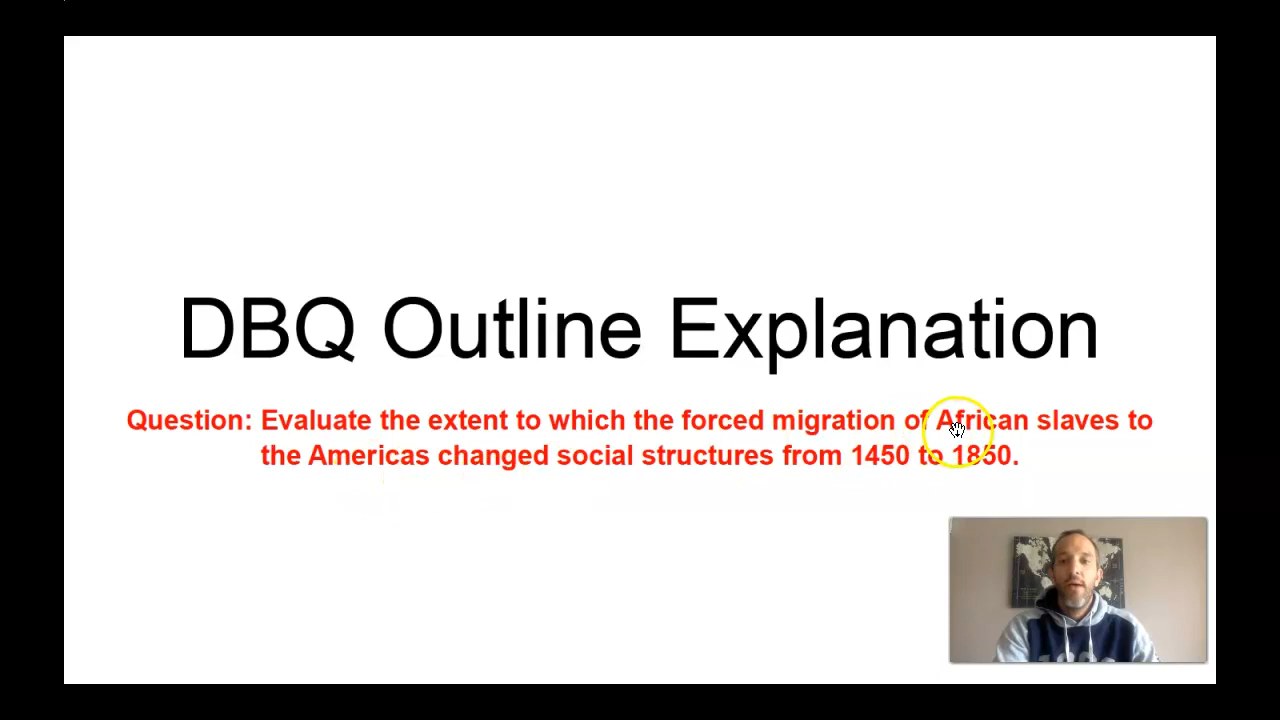 DBQ Outline Explanation
Question: Evaluate the extent to which the forced migration of African slaves to
the Americas changed social structures from 1450 to 1850.